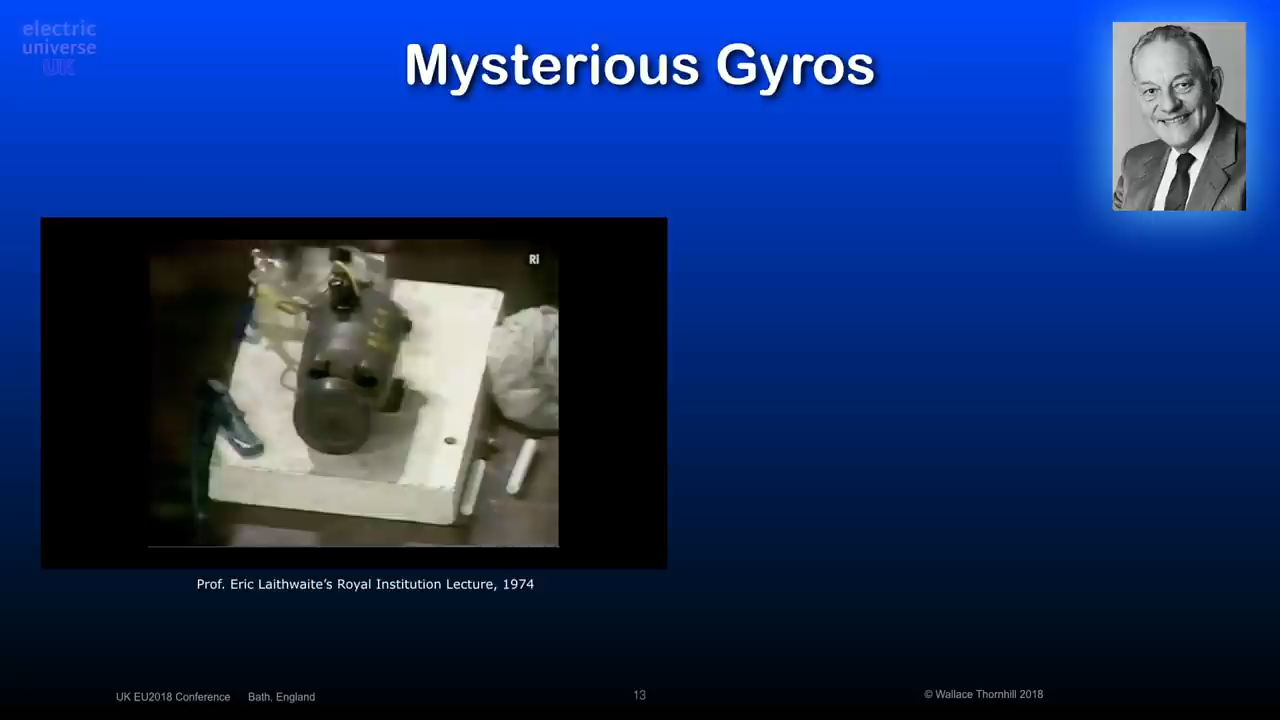 electric
universe
UK
Mysterious Gyros
Ri
Prof. Eric Laithwaite’s Royal Institution Lecture, 1974
UK EU2018 Conference Bath, England
13
© Wallace Thornhill 2018